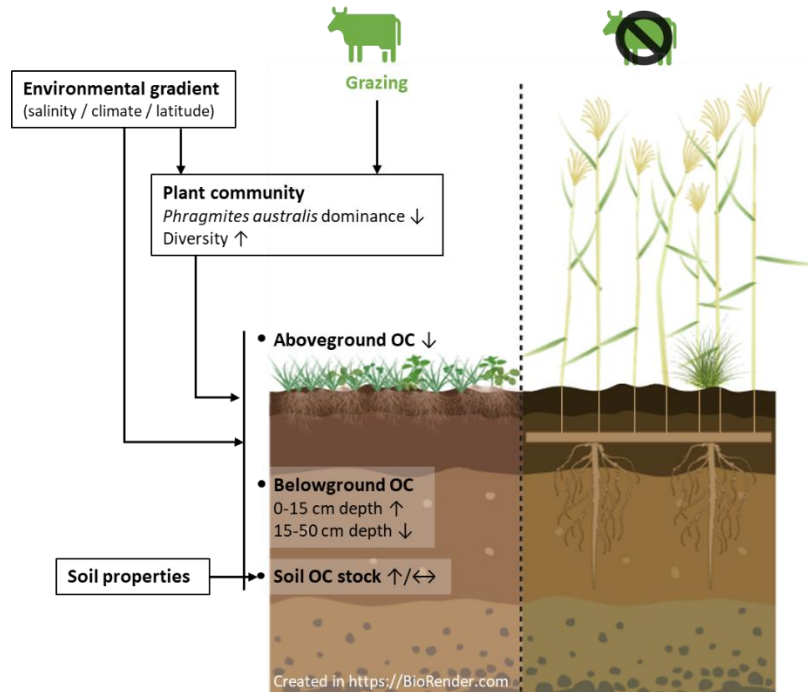 Grazing
Environmental gradient
(salinity / climate / latitude)
Plant community
Phragmites australis dominance ↓
Diversity ↑
• Aboveground OC ↓
• Belowground OC
0-15 cm depth ↑
15-50 cm depth ↓
Soil properties
• Soil OC stock ↑/↔
Created in https://BioRender.com